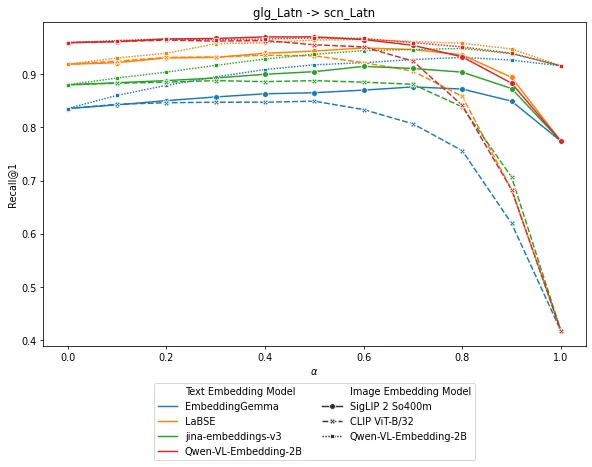 glg_Latn -> scn_Latn
Recall@1
0.9
0.8
0.7
0.6
0.5
0.4
0.0 0.2 0.4 0.6 0.8 1.0
α
Text Embedding Model
EmbeddingGemma
LaBSE
jina-embeddings-v3
Qwen-VL-Embedding-2B
Image Embedding Model
SigLIP 2 So400m
CLIP ViT-B/32
Qwen-VL-Embedding-2B